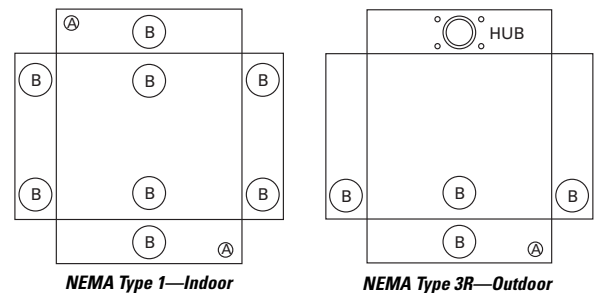 A B
B B B
B B B
B A
NEMA Type 1—Indoor
HUB
B B B
B A
NEMA Type 3R—Outdoor